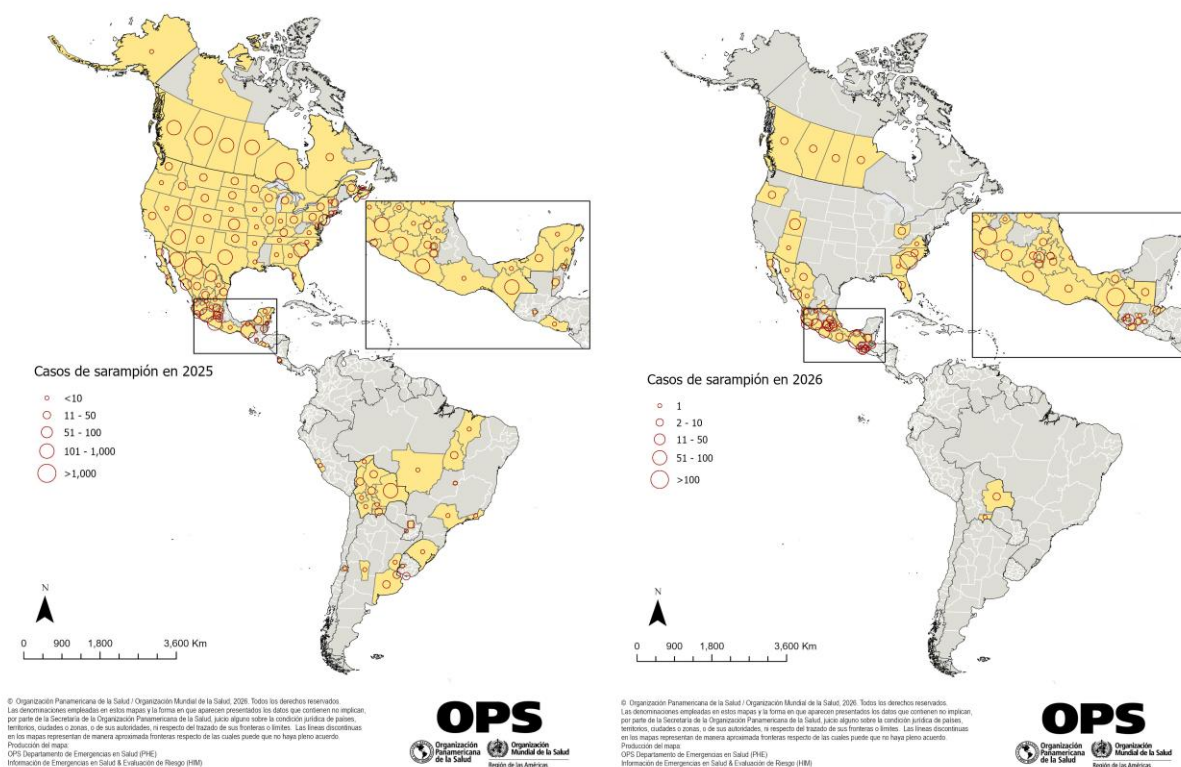 Casos de sarampión en 2025
<10
11 - 50
51 - 100
101 - 1,000
>1,000
N
0 900 1,800 3,600 Km
© Organización Panamericana de la Salud / Organización Mundial de la Salud, 2026. Todos los derechos reservados.
Las denominaciones empleadas en estos mapas y la forma en que aparecen presentados los datos que contienen no implican,
por parte de la Secretaría de la Organización Panamericana de la Salud, juicio alguno sobre la condición jurídica de países,
territorios, ciudades o zonas, o de sus autoridades, ni respecto del trazado de sus fronteras o límites. Las líneas discontinuas
en los mapas representan de manera aproximada fronteras respecto de las cuales puede que no haya pleno acuerdo.
Producción del mapa:
OPS Departamento de Emergencias en Salud (PHE)
Información de Emergencias en Salud & Evaluación de Riesgo (HIM)
OPS
Organización
Panamericana
de la Salud
Organización
Mundial de la Salud
Región de las Américas
Casos de sarampión en 2026
1
2 - 10
11 - 50
51 - 100
>100
N
0 900 1,800 3,600 Km
© Organización Panamericana de la Salud / Organización Mundial de la Salud, 2026. Todos los derechos reservados.
Las denominaciones empleadas en estos mapas y la forma en que aparecen presentados los datos que contienen no implican,
por parte de la Secretaría de la Organización Panamericana de la Salud, juicio alguno sobre la condición jurídica de países,
territorios, ciudades o zonas, o de sus autoridades, ni respecto del trazado de sus fronteras o límites. Las líneas discontinuas
en los mapas representan de manera aproximada fronteras respecto de las cuales puede que no haya pleno acuerdo.
Producción del mapa:
OPS Departamento de Emergencias en Salud (PHE)
Información de Emergencias en Salud & Evaluación de Riesgo (HIM)
OPS
Organización
Panamericana
de la Salud
Organización
Mundial de la Salud
Región de las Américas